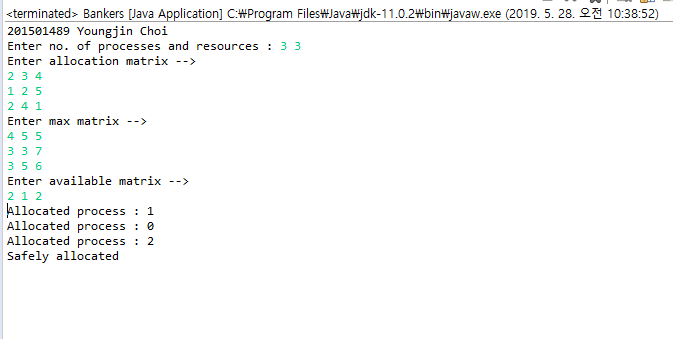 <terminated> Bankers [Java Application] C:₩Program Files₩Java₩jdk-11.0.2₩bin₩javaw.exe (2019. 5. 28. 오전 10:38:52)
201501489 Youngjin Choi
Enter no. of processes and resources : 3 3
Enter allocation matrix -->
2 3 4
1 2 5
2 4 1
Enter max matrix -->
4 5 5
3 3 7
3 5 6
Enter available matrix -->
2 1 2
Allocated process : 1
Allocated process : 0
Allocated process : 2
Safely allocated